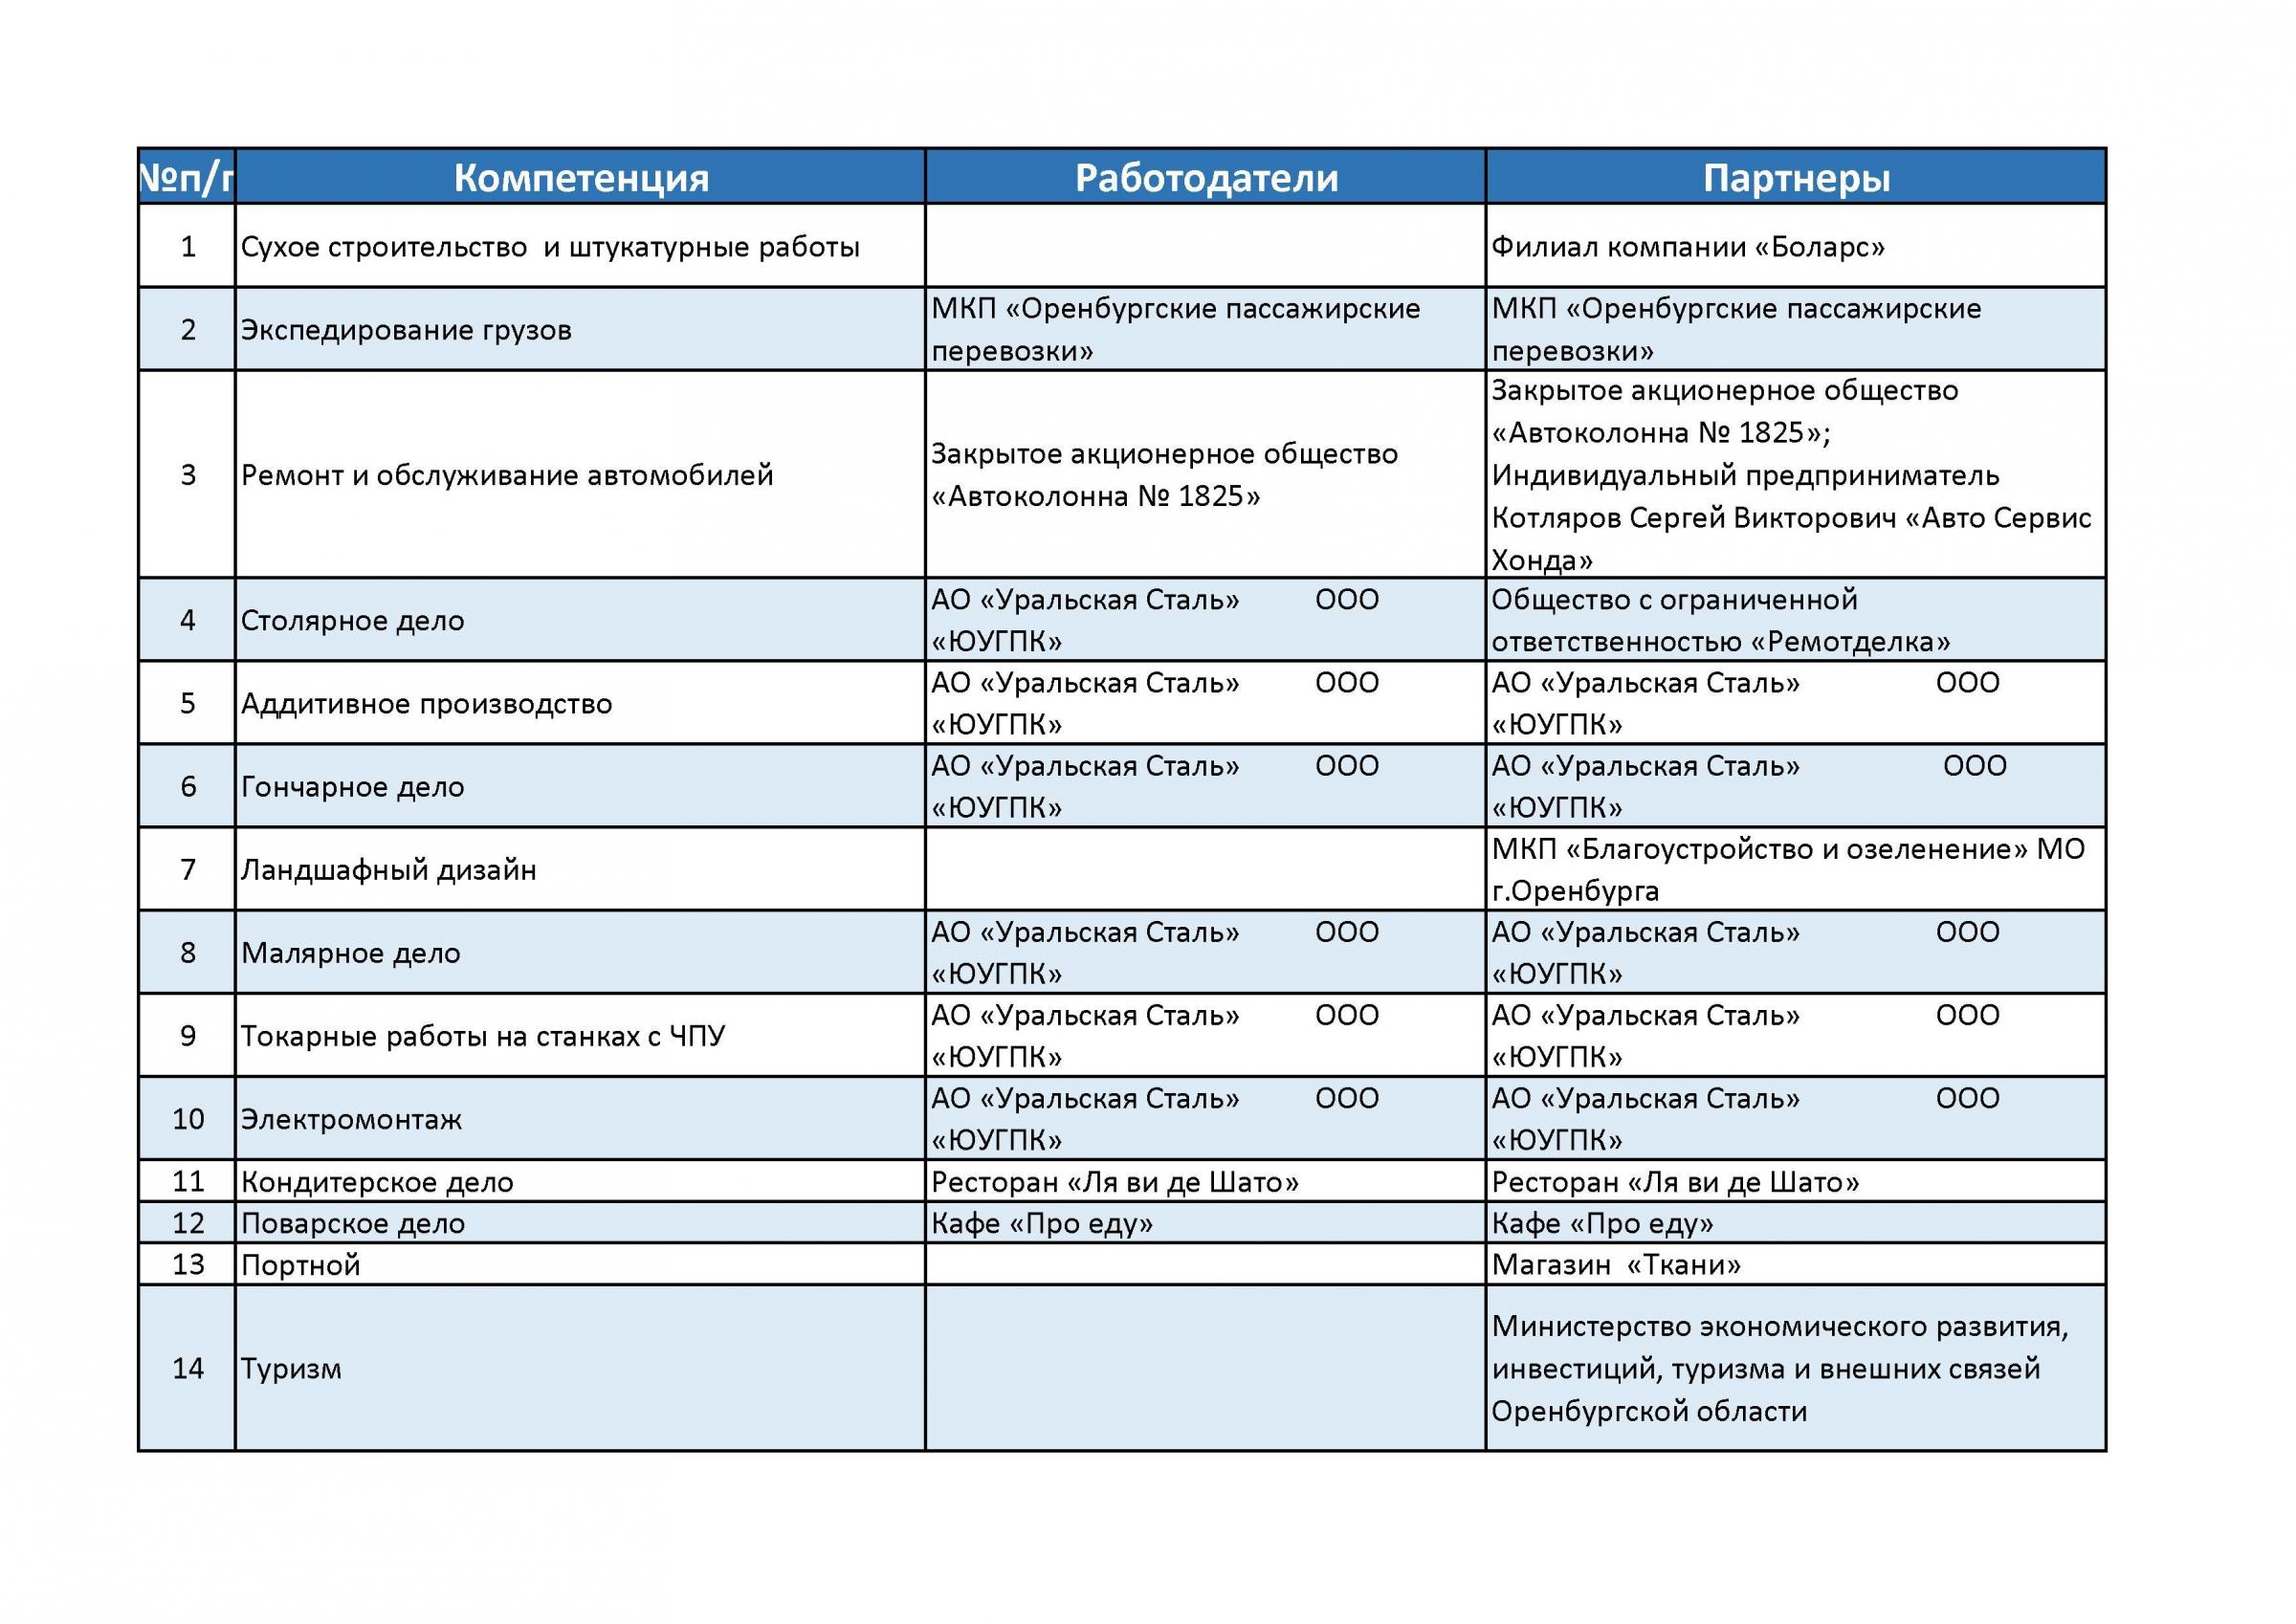 №п/п Компетенция Работодатели Партнеры
1 Сухое строительство и штукатурные работы Филиал компании «Боларс»
2 Экспедирование грузов
МКП «Оренбургские пассажирские
перевозки»
МКП «Оренбургские пассажирские
перевозки»
3 Ремонт и обслуживание автомобилей
Закрытое акционерное общество
«Автоколонна № 1825»
Закрытое акционерное общество
«Автоколонна № 1825»;
Индивидуальный предприниматель
Котляров Сергей Викторович «Авто Сервис
Хонда»
4 Столярное дело
АО «Уральская Сталь» ООО
«ЮУГПК»
Общество с ограниченной
ответственностью «Ремотделка»
5 Аддитивное производство
АО «Уральская Сталь» ООО
«ЮУГПК»
АО «Уральская Сталь» ООО
«ЮУГПК»
6 Гончарное дело
АО «Уральская Сталь» ООО
«ЮУГПК»
АО «Уральская Сталь» ООО
«ЮУГПК»
7 Ландшафный дизайн
МКП «Благоустройство и озеленение» МО
г.Оренбурга
8 Малярное дело
АО «Уральская Сталь» ООО
«ЮУГПК»
АО «Уральская Сталь» ООО
«ЮУГПК»
9 Токарные работы на станках с ЧПУ
АО «Уральская Сталь» ООО
«ЮУГПК»
АО «Уральская Сталь» ООО
«ЮУГПК»
10 Электромонтаж
АО «Уральская Сталь» ООО
«ЮУГПК»
АО «Уральская Сталь» ООО
«ЮУГПК»
11 Кондитерское дело Ресторан «Ля ви де Шато» Ресторан «Ля ви де Шато»
12 Поварское дело Кафе «Про еду» Кафе «Про еду»
13 Портной Магазин «Ткани»
14 Туризм
Министерство экономического развития,
инвестиций, туризма и внешних связей
Оренбургской области